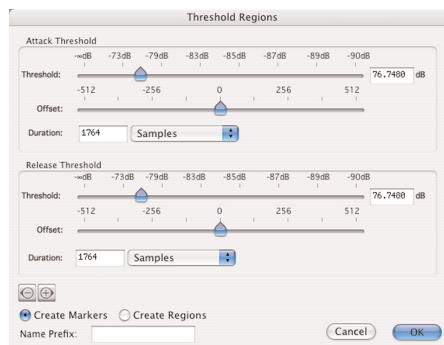 Threshold Regions
Attack Threshold
-∞dB -73dB -79dB -83dB -85dB -87dB -89dB -90dB
Threshold: 76.7480 dB
-512 -256 0 256 512
Offset:
Duration: 1764 Samples
Release Threshold
-∞dB -73dB -79dB -83dB -85dB -87dB -89dB -90dB
Threshold: 76.7480 dB
-512 -256 0 256 512
Offset:
Duration: 1764 Samples
Create Markers Create Regions
Name Prefix: Cancel OK